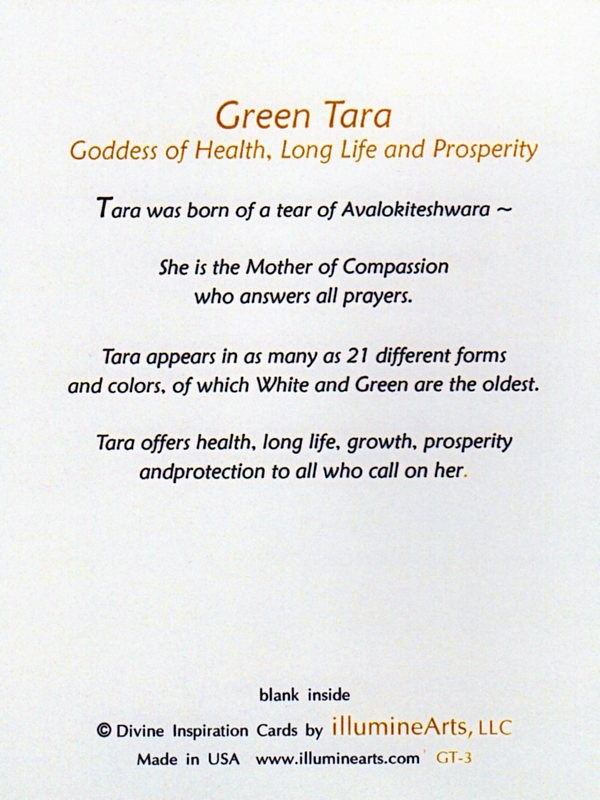 Green Tara
Goddess of Health, Long Life and Prosperity
Tara was born of a tear of Avalokiteshwara ~
She is the Mother of Compassion
who answers all prayers.
Tara appears in as many as 21 different forms
and colors, of which White and Green are the oldest.
Tara offers health, long life, growth, prosperity
andprotection to all who call on her.
blank inside
© Divine Inspiration Cards by illumineArts, LLC
Made in USA www.illuminearts.com GT-3